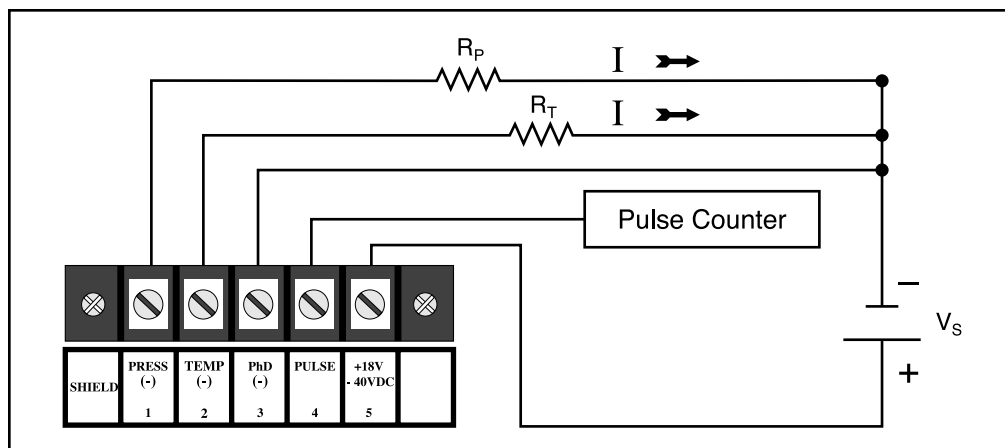 R_P
I
R_T
I
Pulse Counter
−
V_S
+
SHIELD
PRESS
(-)
1
TEMP
(-)
2
PhD
(-)
3
PULSE
4
+18V
- 40VDC
5